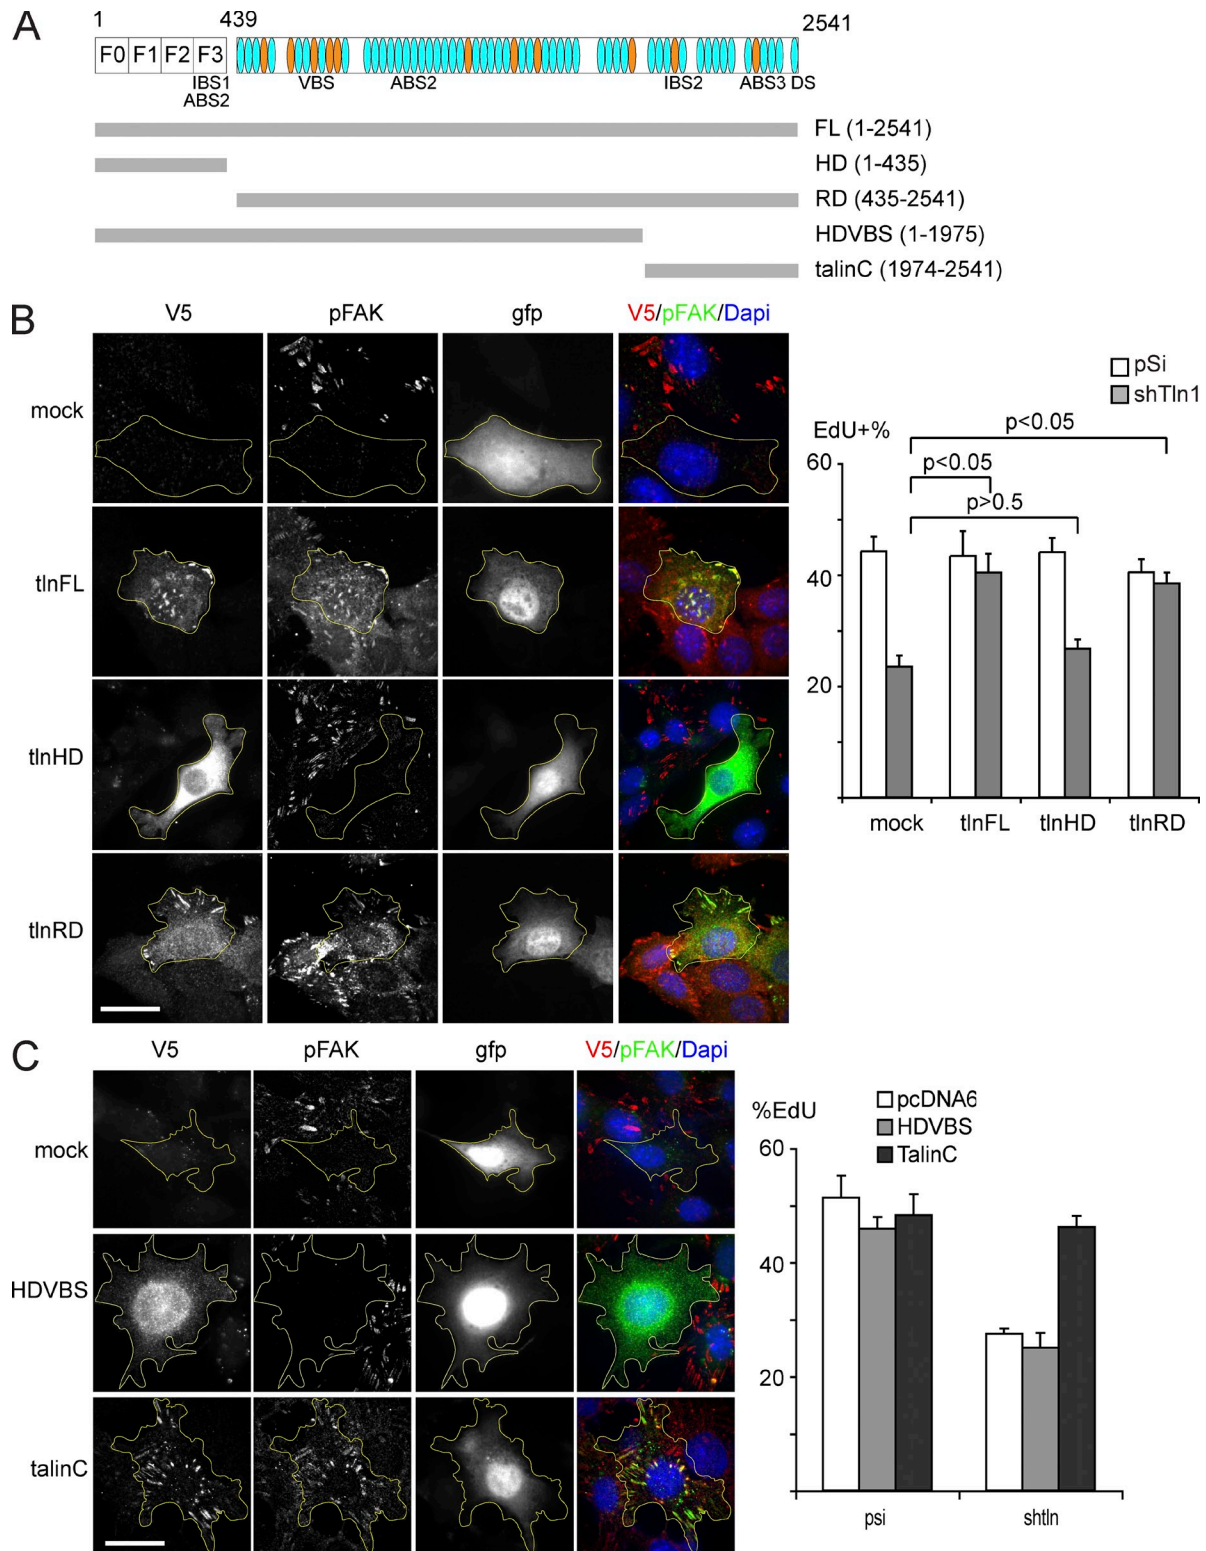 A
1 439 2541
F0 F1 F2 F3
IBS1 VBS ABS2 IBS2 ABS3 DS
ABS2
FL (1-2541)
HD (1-435)
RD (435-2541)
HDVBS (1-1975)
talinC (1974-2541)
B
V5 pFAK gfp V5/pFAK/Dapi
mock
tlnFL
tlnHD
tlnRD
pSi
shTln1
EdU+%
p<0.05
p<0.05
p>0.5
60
40
20
mock tlnFL tlnHD tlnRD
C
V5 pFAK gfp V5/pFAK/Dapi
mock
HDVBS
talinC
%EdU
pcDNA6
HDVBS
TalinC
60
40
20
psi shtln